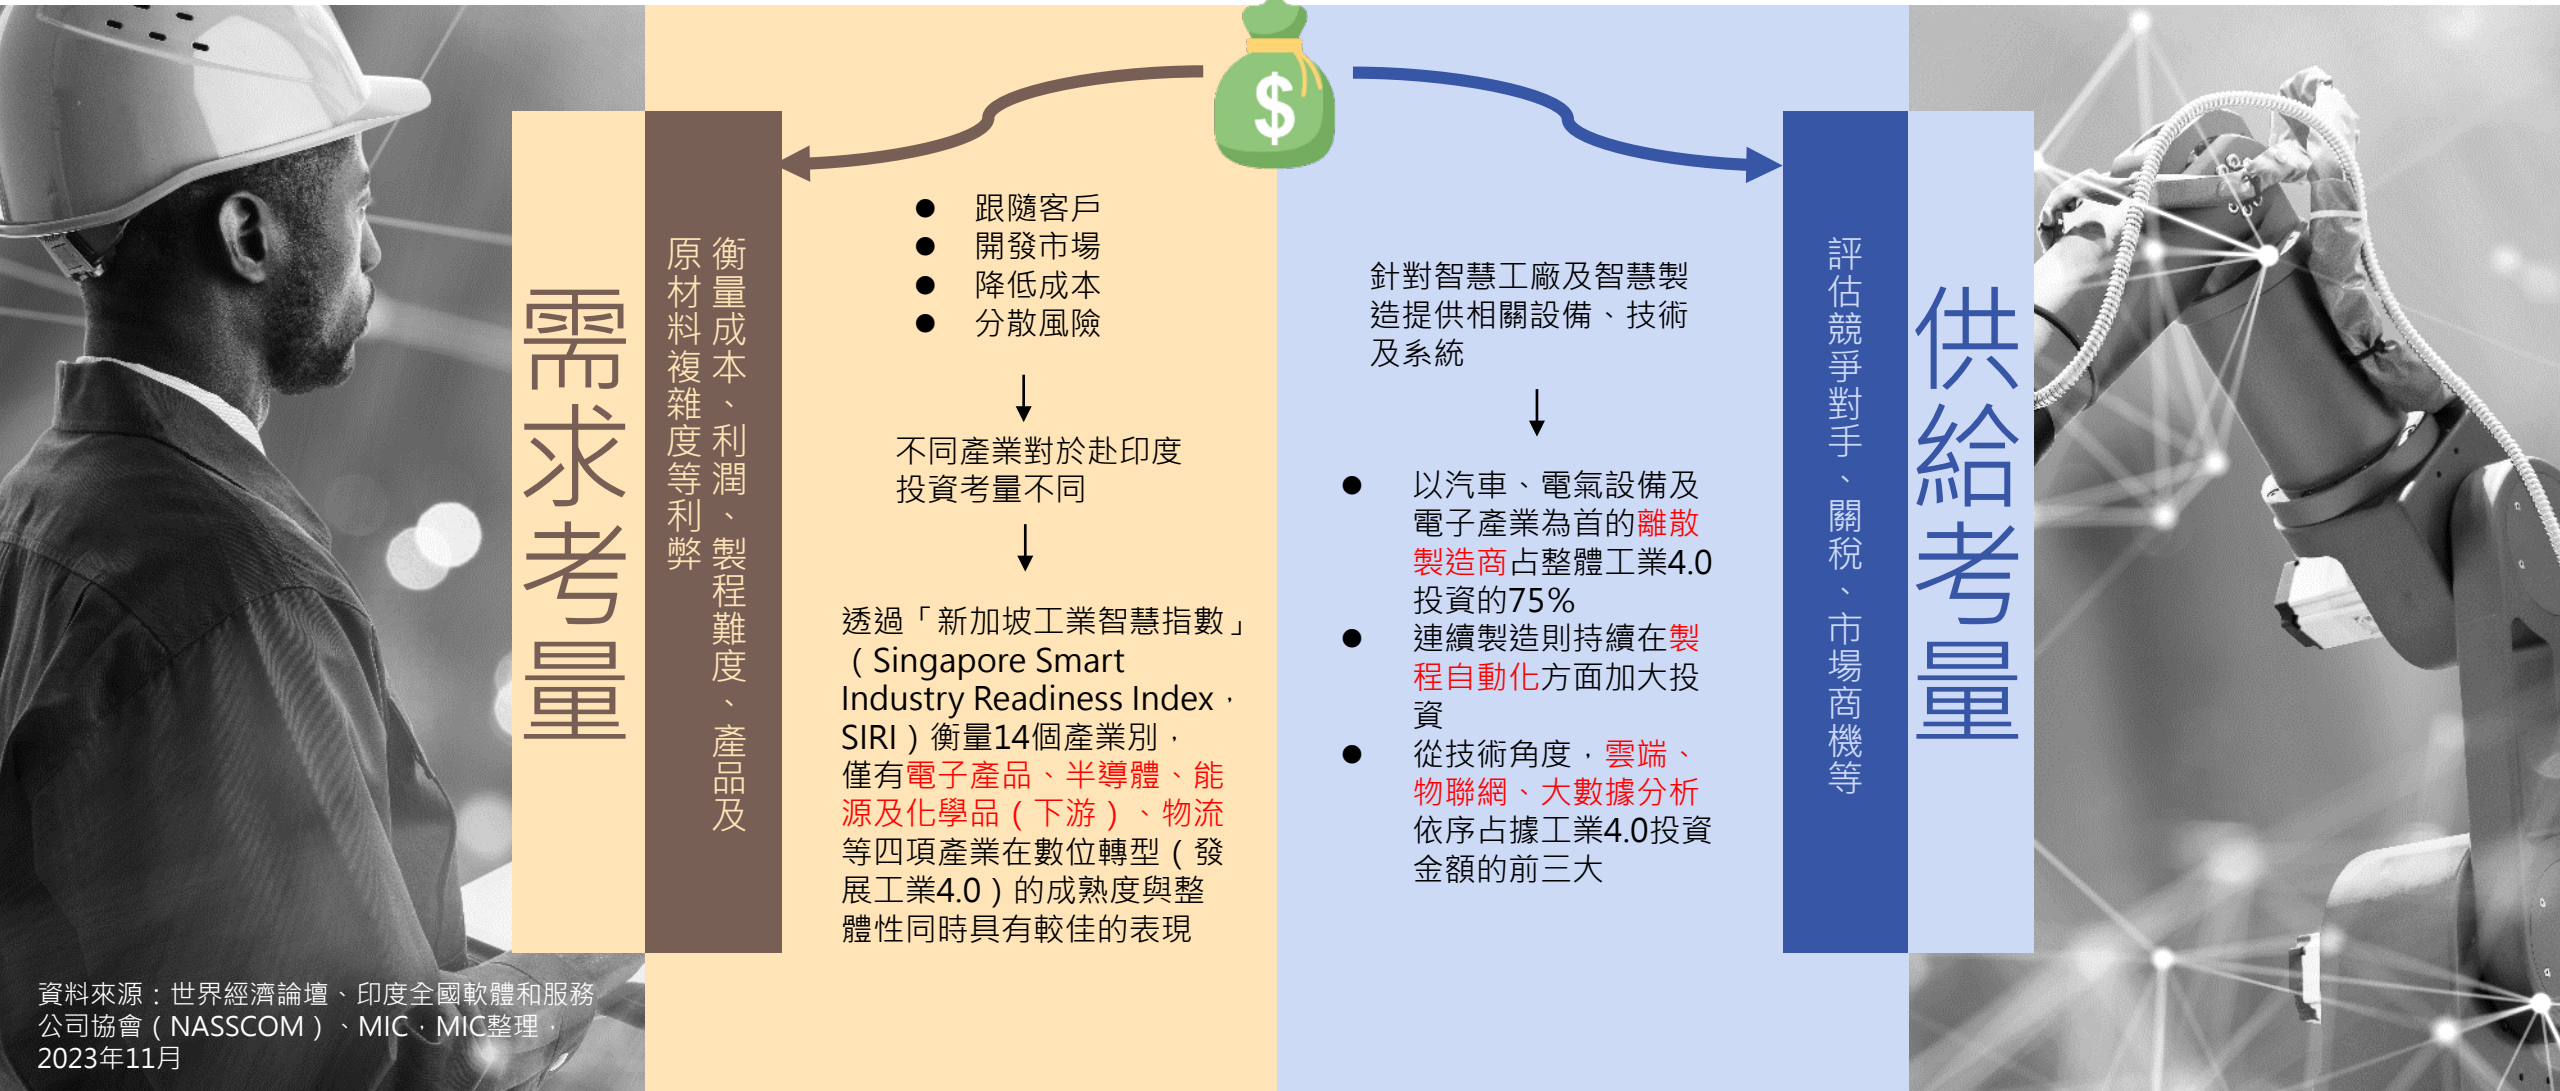 $
需求考量
衡量成本、利潤、製程難度、產品及
原材料複雜度等利弊
● 跟隨客戶
● 開發市場
● 降低成本
● 分散風險
不同產業對於赴印度
投資考量不同
透過「新加坡工業智慧指數」
（Singapore Smart
Industry Readiness Index，
SIRI）衡量14個產業別，
僅有電子產品、半導體、能
源及化學品（下游）、物流
等四項產業在數位轉型（發
展工業4.0）的成熟度與整
體性同時具有較佳的表現
針對智慧工廠及智慧製
造提供相關設備、技術
及系統
● 以汽車、電氣設備及
電子產業為首的離散
製造商占整體工業4.0
投資的75%
● 連續製造則持續在製
程自動化方面加大投
資
● 從技術角度，雲端、
物聯網、大數據分析
依序占據工業4.0投資
金額的前三大
評估競爭對手、關稅、市場商機等
供給考量
資料來源：世界經濟論壇、印度全國軟體和服務
公司協會（NASSCOM）、MIC，MIC整理，
2023年11月